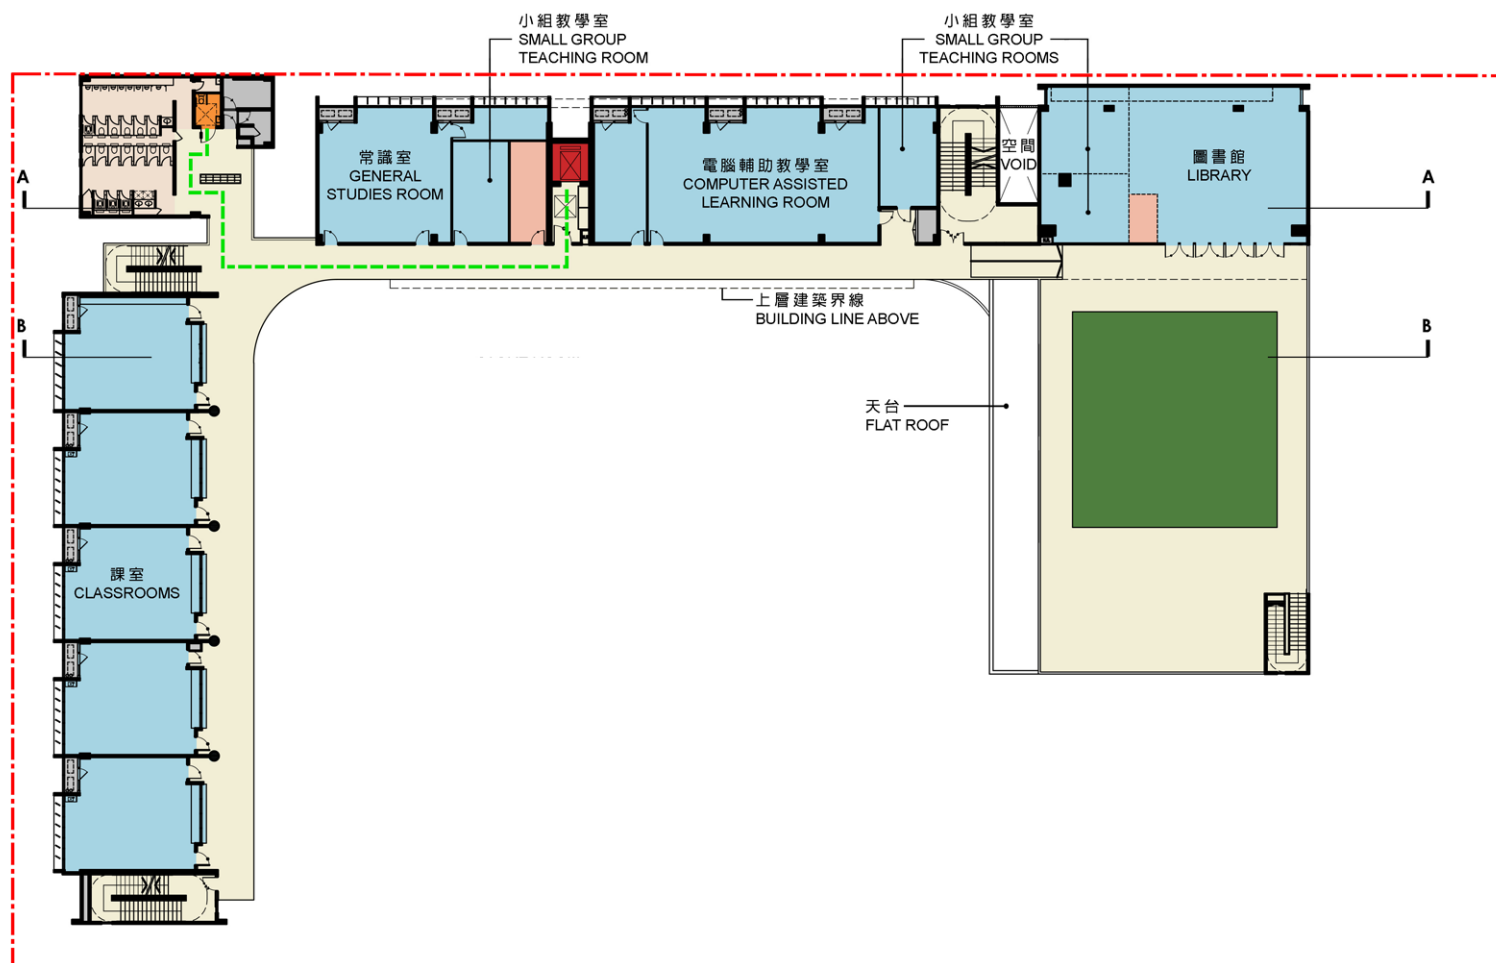 小組教學室
SMALL GROUP
TEACHING ROOM
小組教學室
SMALL GROUP
TEACHING ROOMS
常識室
GENERAL
STUDIES ROOM
電腦輔助教學室
COMPUTER ASSISTED
LEARNING ROOM
空間
VOID
圖書館
LIBRARY
A
A
上層建築界線
BUILDING LINE ABOVE
B
B
天台
FLAT ROOF
課室
CLASSROOMS